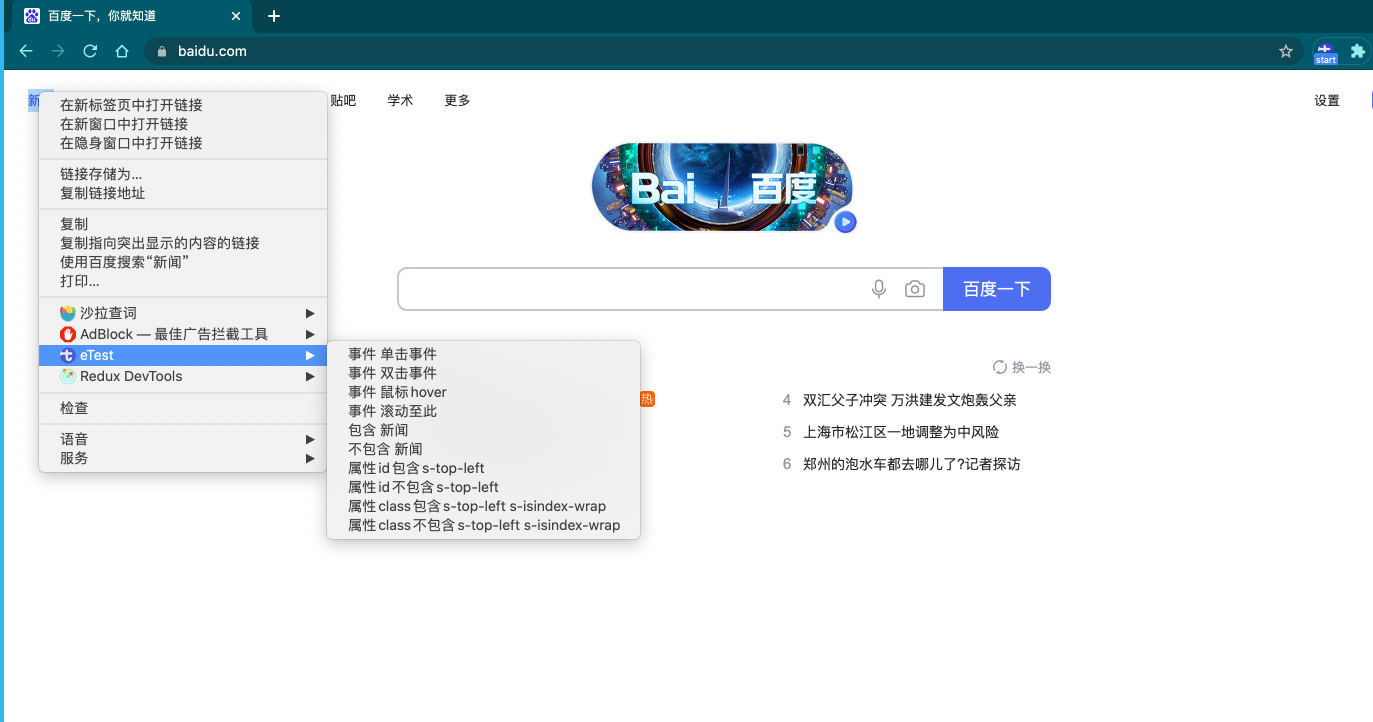 百度一下，你就知道
baidu.com
start
新
贴吧
学术
更多
设置
在新标签页中打开链接
在新窗口中打开链接
在隐身窗口中打开链接
链接存储为...
复制链接地址
复制
复制指向突出显示的内容的链接
使用百度搜索“新闻”
打印...
沙拉查词
AdBlock — 最佳广告拦截工具
eTest
Redux DevTools
检查
语音
服务
Bai 百度
百度一下
事件 单击事件
事件 双击事件
事件 鼠标hover
事件 滚动至此
包含 新闻
不包含 新闻
属性id包含s-top-left
属性id不包含s-top-left
属性class包含s-top-left s-isindex-wrap
属性class不包含s-top-left s-isindex-wrap
热
换一换
4 双汇父子冲突 万洪建发文炮轰父亲
5 上海市松江区一地调整为中风险
6 郑州的泡水车都去哪儿了?记者探访